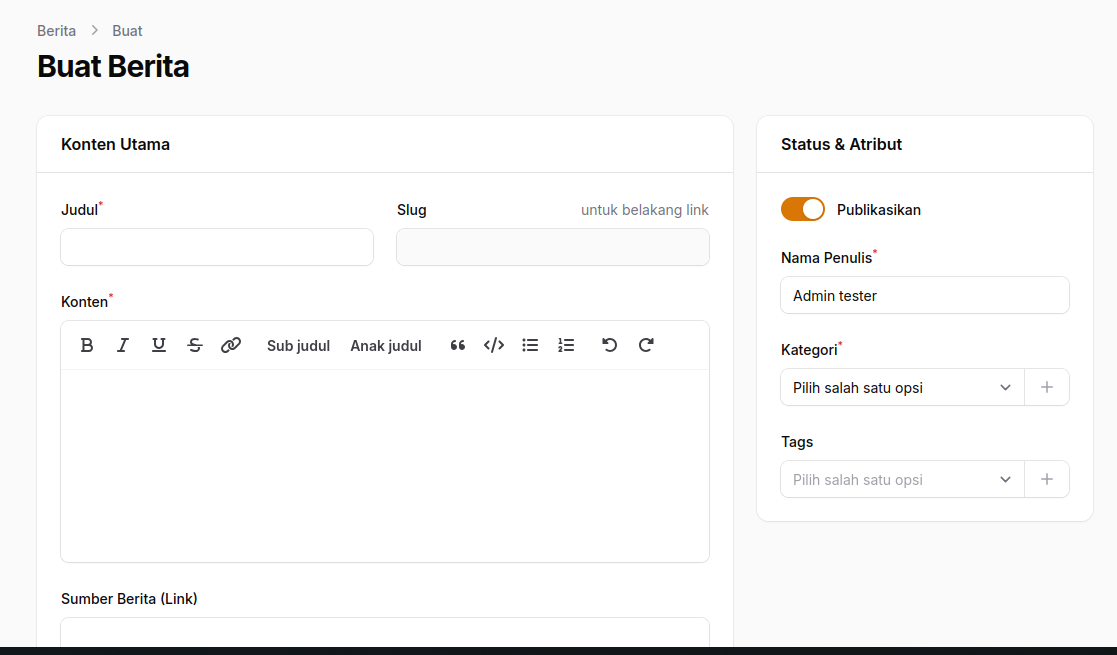 Berita > Buat
Buat Berita
Konten Utama
Judul*
Slug untuk belakang link
Konten*
B I U S Sub judul Anak judul
Sumber Berita (Link)
Status & Atribut
Publikasikan
Nama Penulis*
Admin tester
Kategori*
Pilih salah satu opsi
Tags
Pilih salah satu opsi